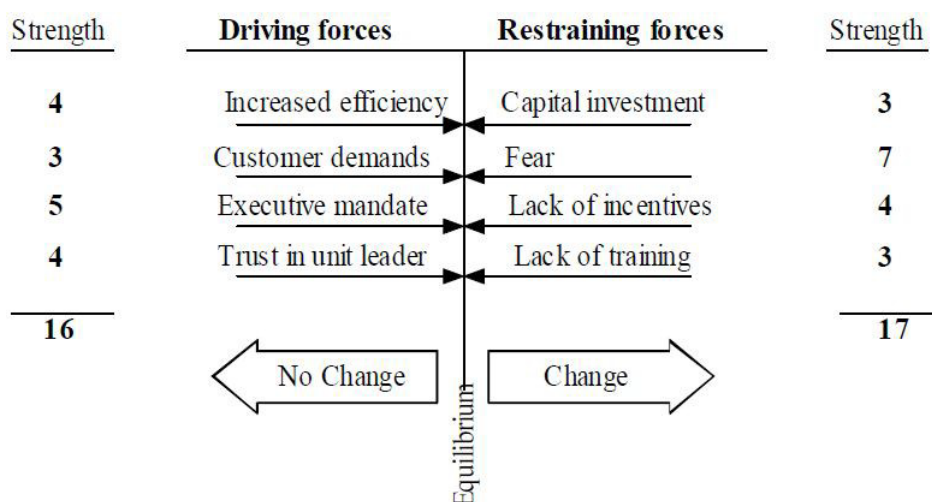 Strength Driving forces Restraining forces Strength
4 Increased efficiency Capital investment 3
3 Customer demands Fear 7
5 Executive mandate Lack of incentives 4
4 Trust in unit leader Lack of training 3
16 17
No Change Change
Equilibrium